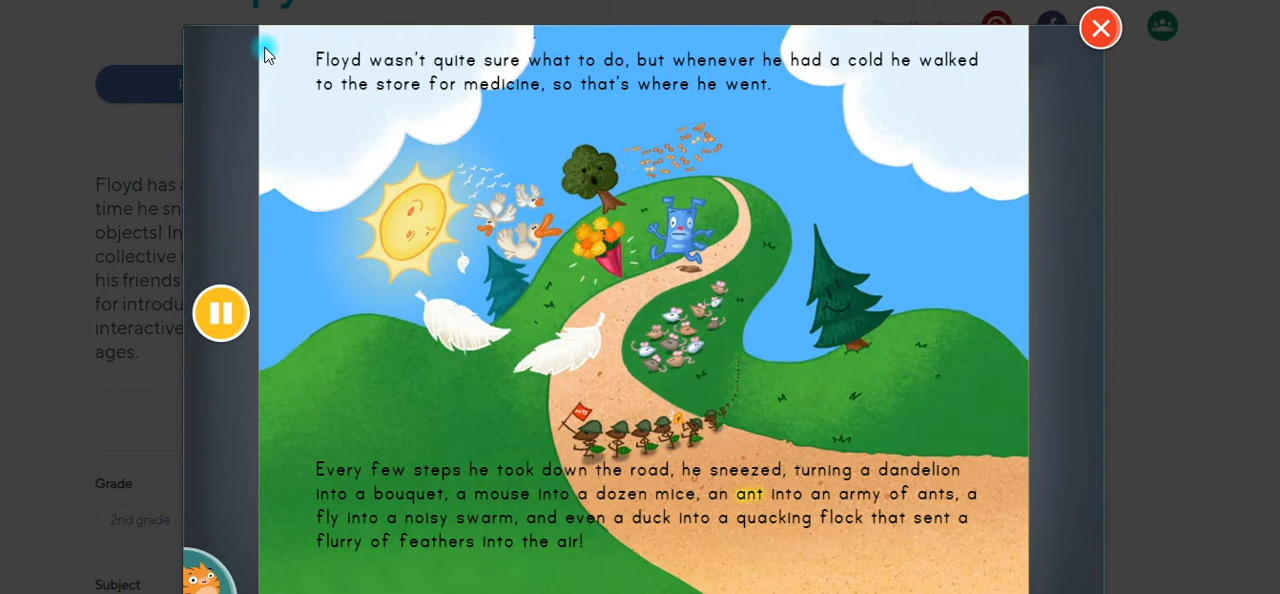 Floyd wasn't quite sure what to do, but whenever he had a cold he walked
to the store for medicine, so that's where he went.
Floyd has
time he sn
objects! In
collective
his friends
for introdu
interactive
ages.
ANTS
Every few steps he took down the road, he sneezed, turning a dandelion
into a bouquet, a mouse into a dozen mice, an ant into an army of ants, a
fly into a noisy swarm, and even a duck into a quacking flock that sent a
flurry of feathers into the air!
Grade
2nd grade
Subject